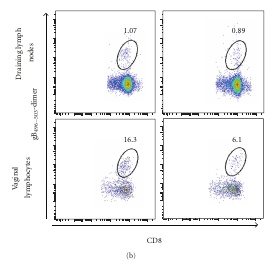 1.07
0.89
Draining lymph
nodes
gB498–505-dimer
16.3
6.1
Vaginal
lymphocytes
CD8
(b)